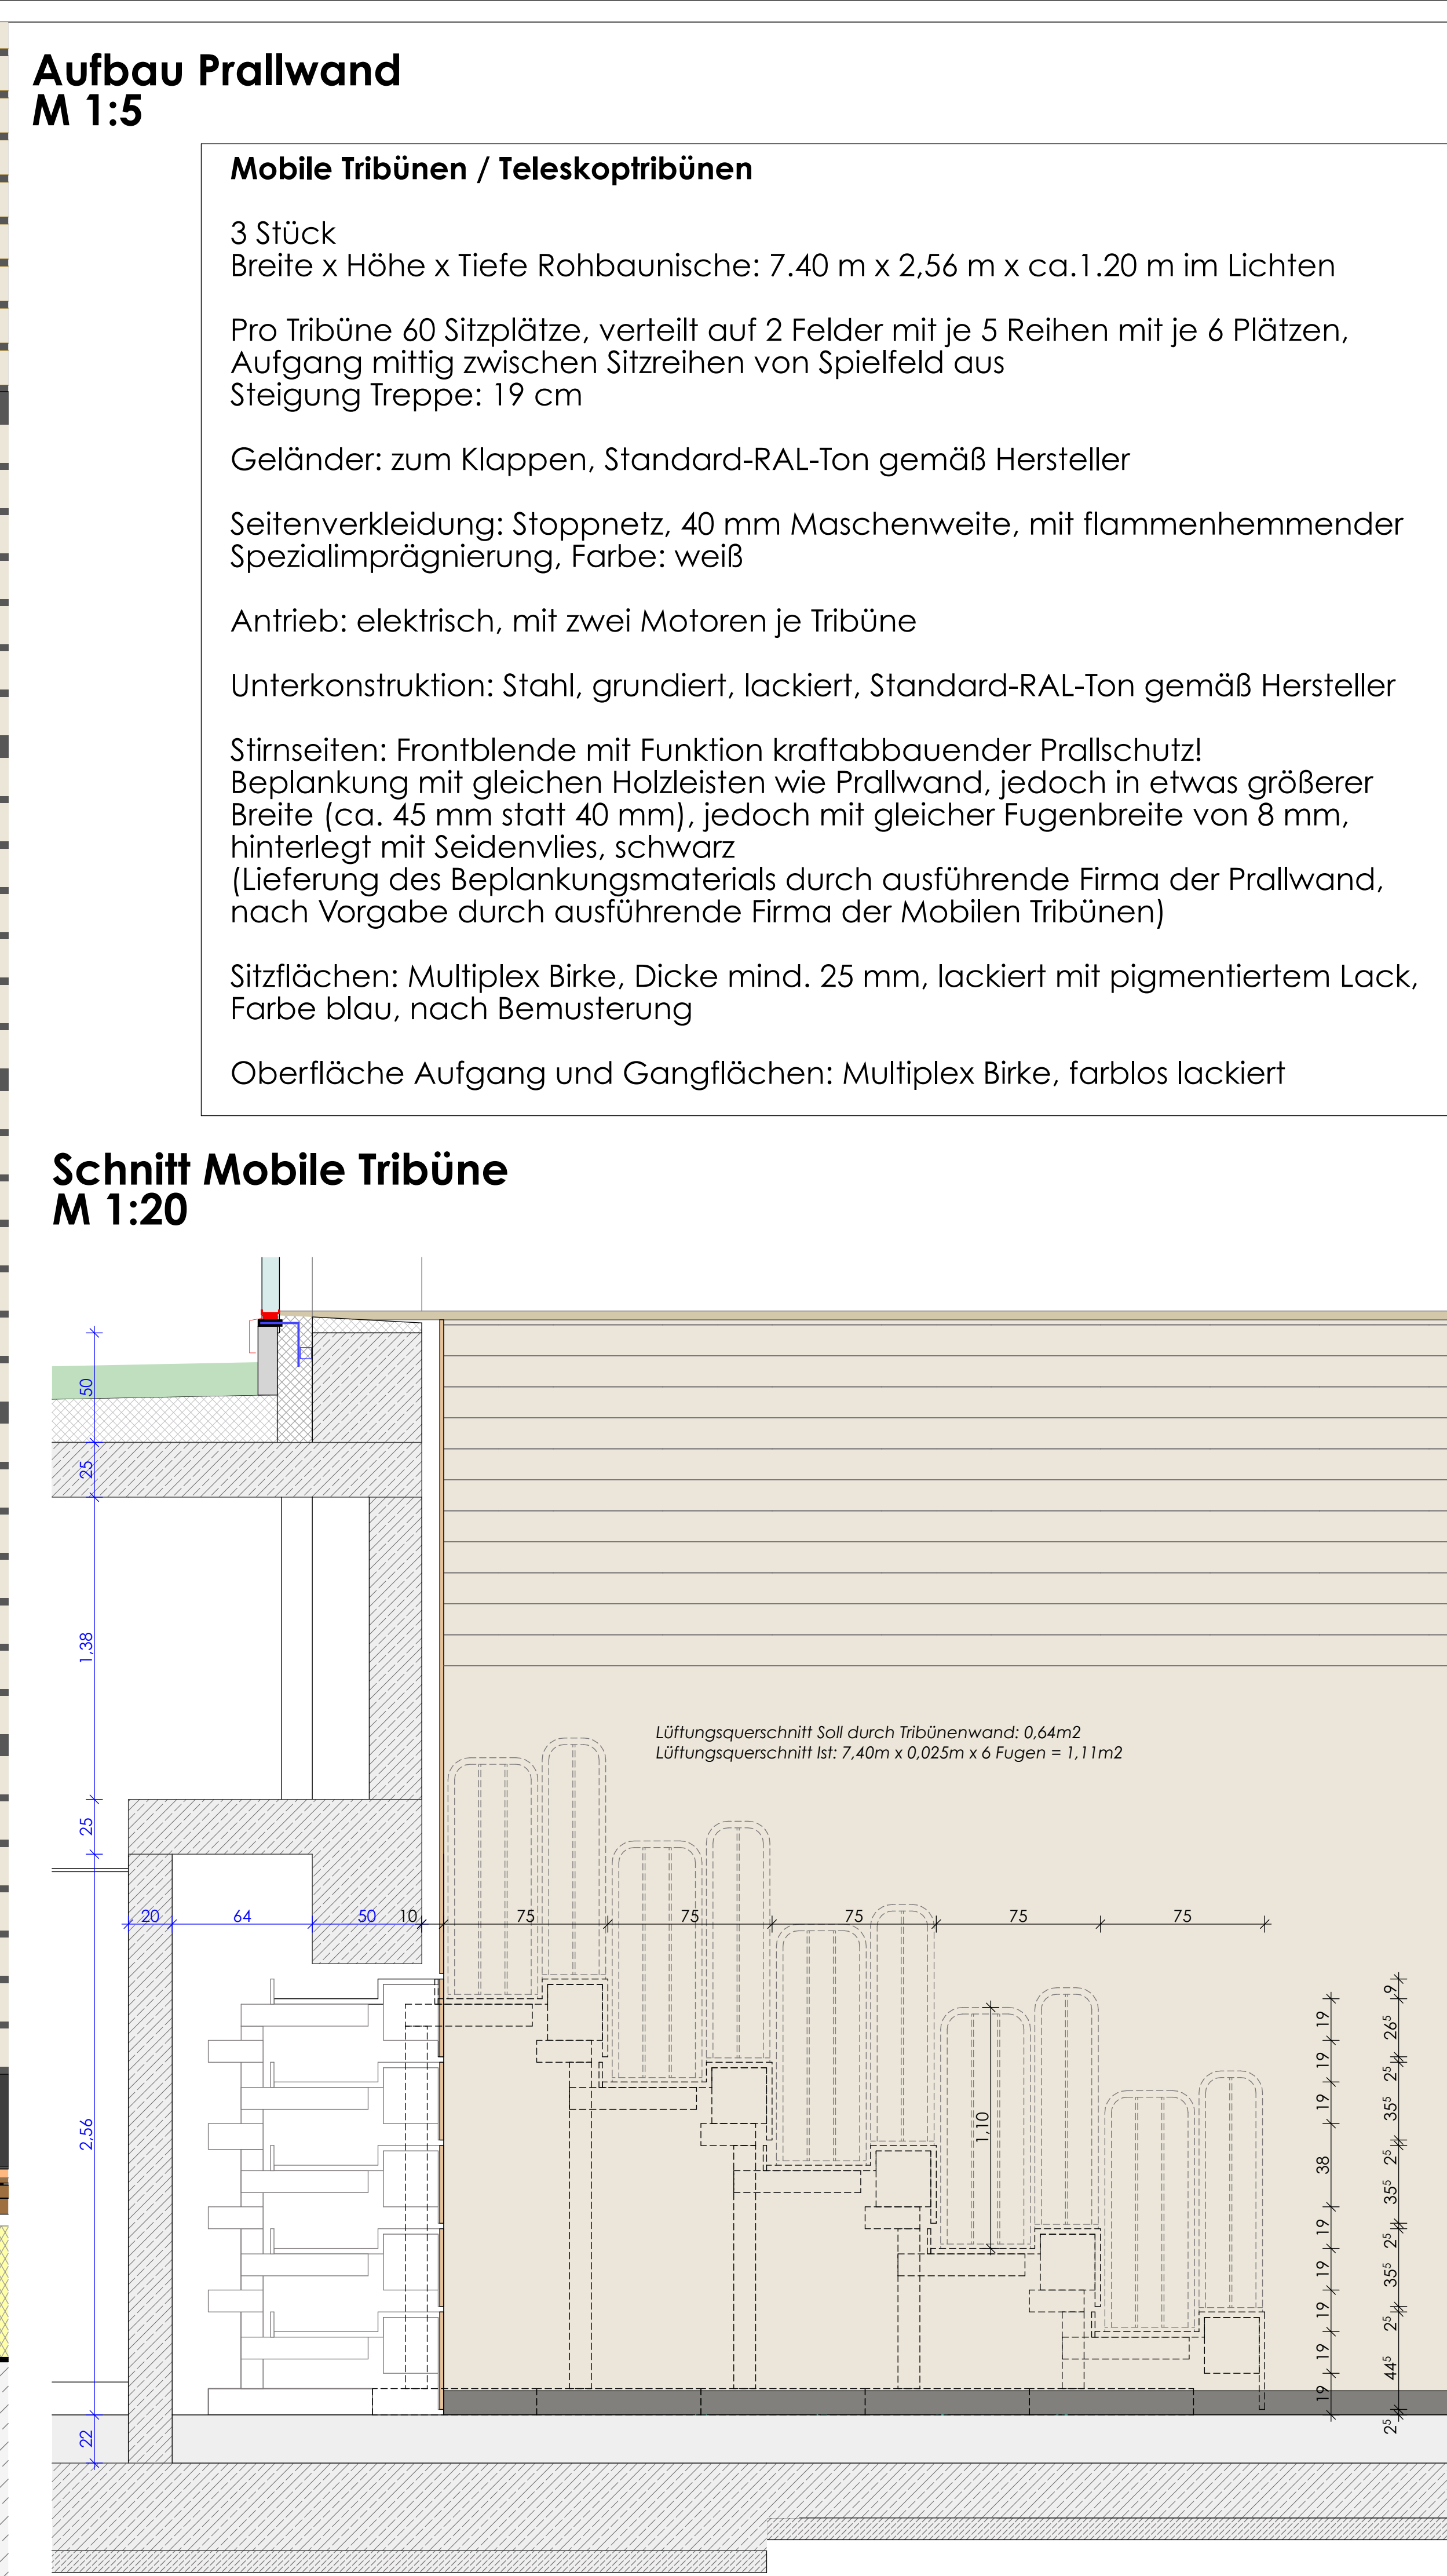 Aufbau Prallwand
M 1:5
Mobile Tribünen / Teleskoptribünen
3 Stück
Breite x Höhe x Tiefe Rohbaunische: 7.40 m x 2,56 m x ca.1.20 m im Lichten
Pro Tribüne 60 Sitzplätze, verteilt auf 2 Felder mit je 5 Reihen mit je 6 Plätzen,
Aufgang mittig zwischen Sitzreihen von Spielfeld aus
Steigung Treppe: 19 cm
Geländer: zum Klappen, Standard-RAL-Ton gemäß Hersteller
Seitenverkleidung: Stoppnetz, 40 mm Maschenweite, mit flammenhemmender
Spezialimprägnierung, Farbe: weiß
Antrieb: elektrisch, mit zwei Motoren je Tribüne
Unterkonstruktion: Stahl, grundiert, lackiert, Standard-RAL-Ton gemäß Hersteller
Stirnseiten: Frontblende mit Funktion kraftabbauender Prallschutz!
Beplankung mit gleichen Holzleisten wie Prallwand, jedoch in etwas größerer
Breite (ca. 45 mm statt 40 mm), jedoch mit gleicher Fugenbreite von 8 mm,
hinterlegt mit Seidenvlies, schwarz
(Lieferung des Beplankungsmaterials durch ausführende Firma der Prallwand,
nach Vorgabe durch ausführende Firma der Mobilen Tribünen)
Sitzflächen: Multiplex Birke, Dicke mind. 25 mm, lackiert mit pigmentiertem Lack,
Farbe blau, nach Bemusterung
Oberfläche Aufgang und Gangflächen: Multiplex Birke, farblos lackiert
Schnitt Mobile Tribüne
M 1:20
50
25
1,38
25
2,56
22
Lüftungsquerschnitt Soll durch Tribünenwand: 0,64m2
Lüftungsquerschnitt Ist: 7,40m x 0,025m x 6 Fugen = 1,11m2
20 64 50 10 75 75 75 75 75
1,10
19
19
19
38
19
19
19
19
19
9
26⁵
2⁵
35⁵
2⁵
35⁵
2⁵
35⁵
2⁵
44⁵
2⁵